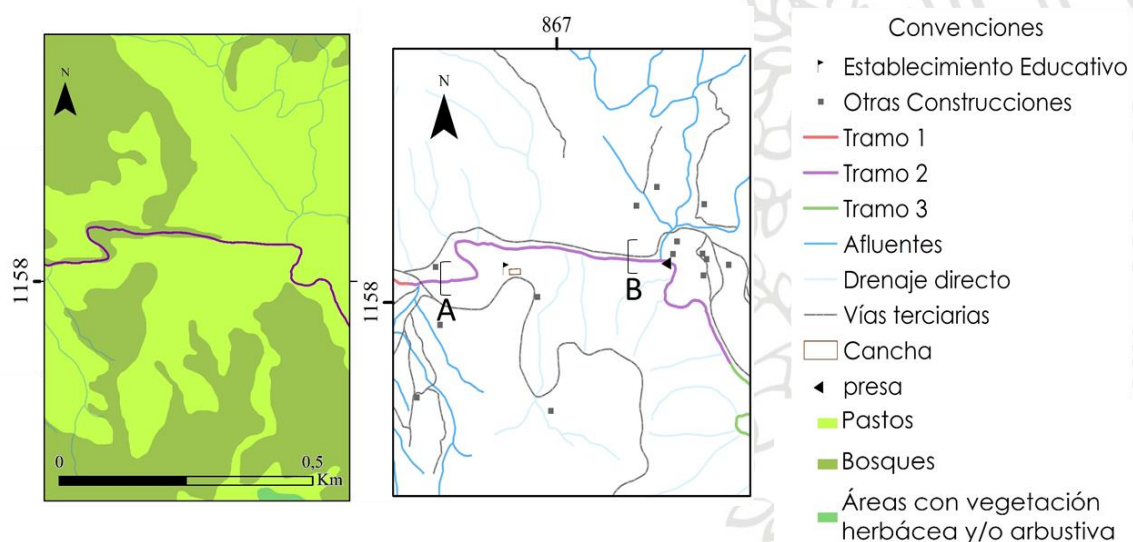 N
1158
0
0,5
Km
867
N
1158
A
B
Convenciones
Establecimiento Educativo
Otras Construcciones
Tramo 1
Tramo 2
Tramo 3
Afluentes
Drenaje directo
Vías terciarias
Cancha
presa
Pastos
Bosques
Áreas con vegetación
herbácea y/o arbustiva